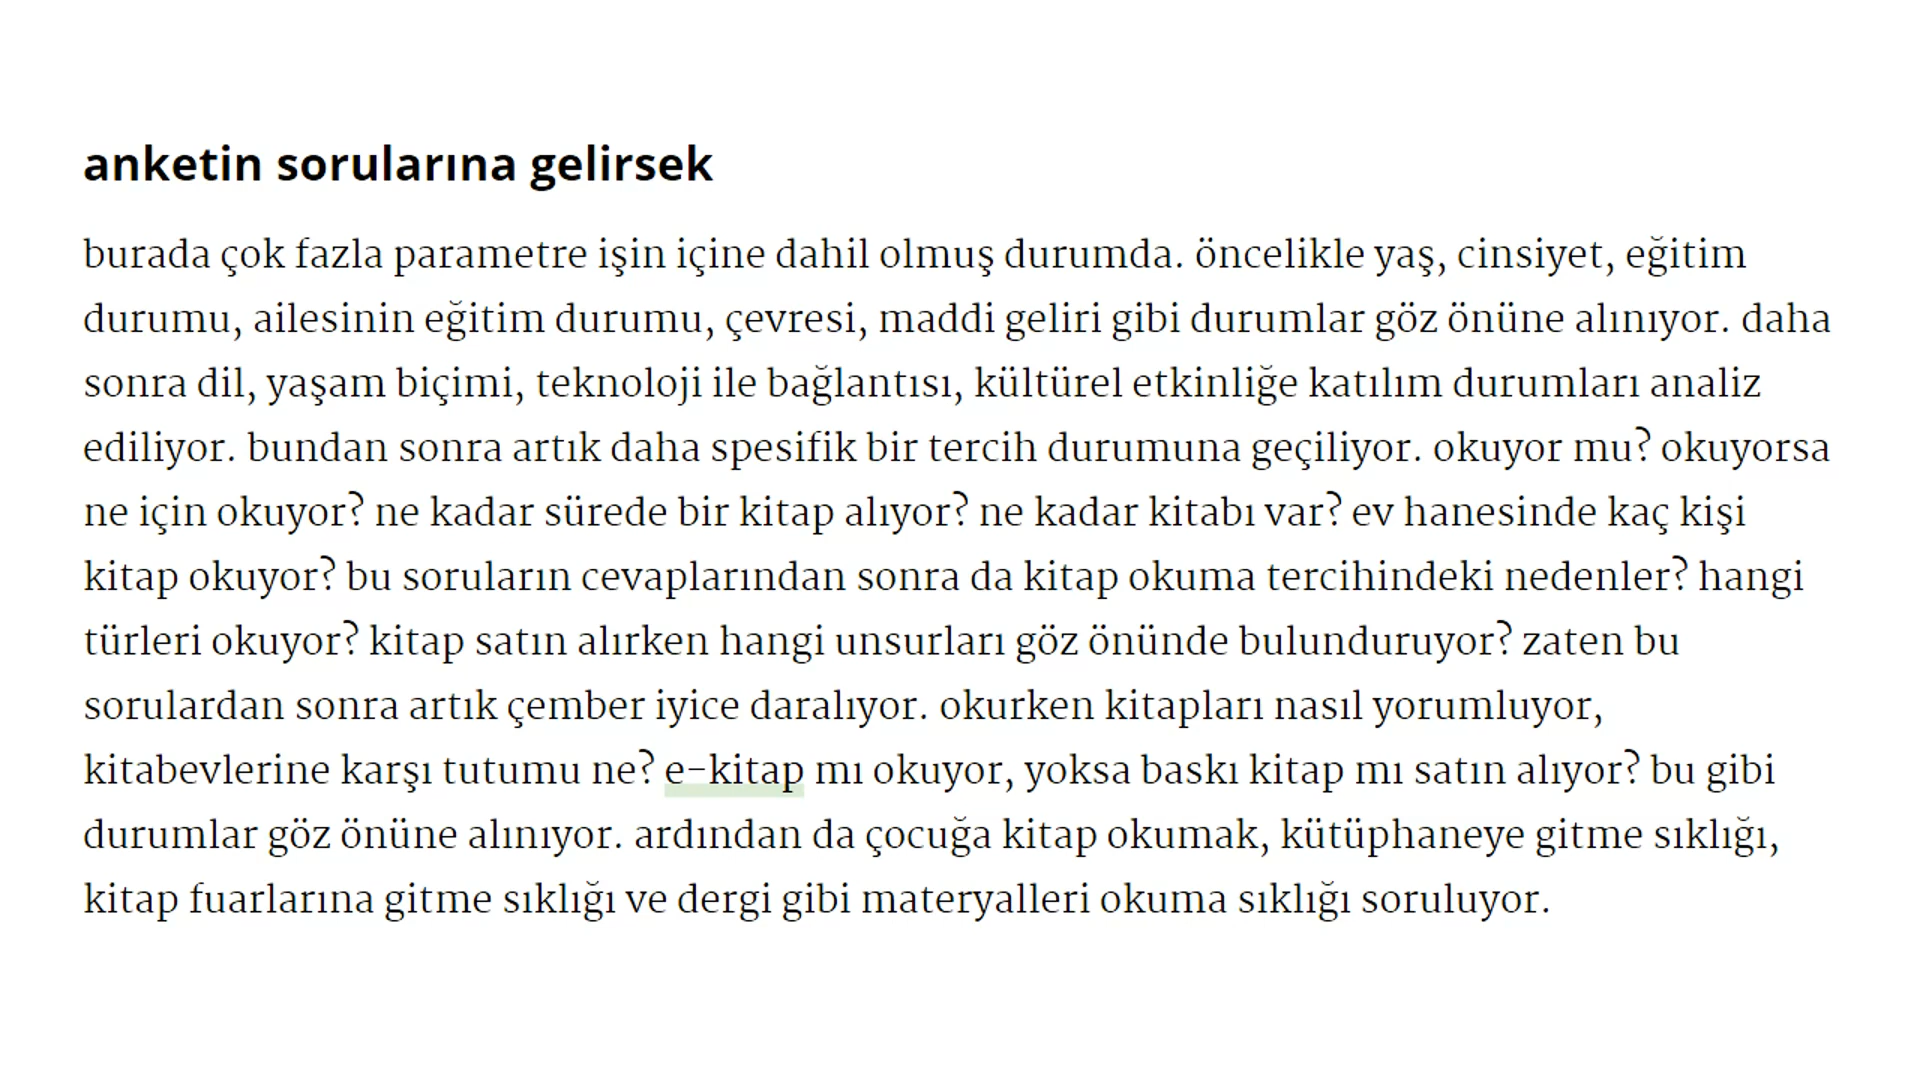 anketin sorularına gelirsek
burada çok fazla parametre işin içine dahil olmuş durumda. öncelikle yaş, cinsiyet, eğitim
durumu, ailesinin eğitim durumu, çevresi, maddi geliri gibi durumlar göz önüne alınıyor. daha
sonra dil, yaşam biçimi, teknoloji ile bağlantısı, kültürel etkinliğe katılım durumları analiz
ediliyor. bundan sonra artık daha spesifik bir tercih durumuna geçiliyor. okuyor mu? okuyorsa
ne için okuyor? ne kadar sürede bir kitap alıyor? ne kadar kitabı var? ev hanesinde kaç kişi
kitap okuyor? bu soruların cevaplarından sonra da kitap okuma tercihindeki nedenler? hangi
türleri okuyor? kitap satın alırken hangi unsurları göz önünde bulunduruyor? zaten bu
sorulardan sonra artık çember iyice daralıyor. okurken kitapları nasıl yorumluyor,
kitabevlerine karşı tutumu ne? e-kitap mı okuyor, yoksa baskı kitap mı satın alıyor? bu gibi
durumlar göz önüne alınıyor. ardından da çocuğa kitap okumak, kütüphaneye gitme sıklığı,
kitap fuarlarına gitme sıklığı ve dergi gibi materyalleri okuma sıklığı soruluyor.